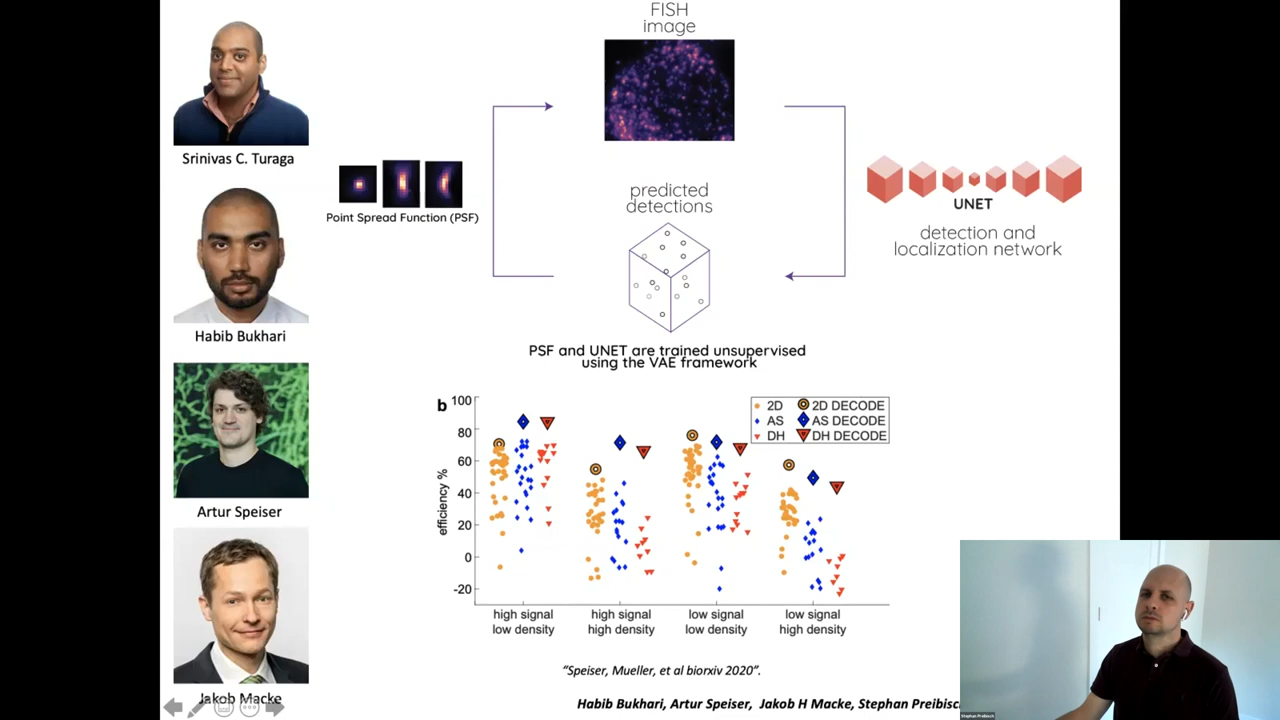 Srinivas C. Turaga
Habib Bukhari
Artur Speiser
Jakob Macke
FISH
image
Point Spread Function (PSF)
predicted
detections
UNET
detection and
localization network
PSF and UNET are trained unsupervised
using the VAE framework
b
efficiency %
100
80
60
40
20
0
-20
2D
AS
DH
2D DECODE
AS DECODE
DH DECODE
high signal
low density
high signal
high density
low signal
low density
low signal
high density
“Speiser, Mueller, et al biorxiv 2020”.
Habib Bukhari, Artur Speiser, Jakob H Macke, Stephan Preibisc
Stephan Preibisch